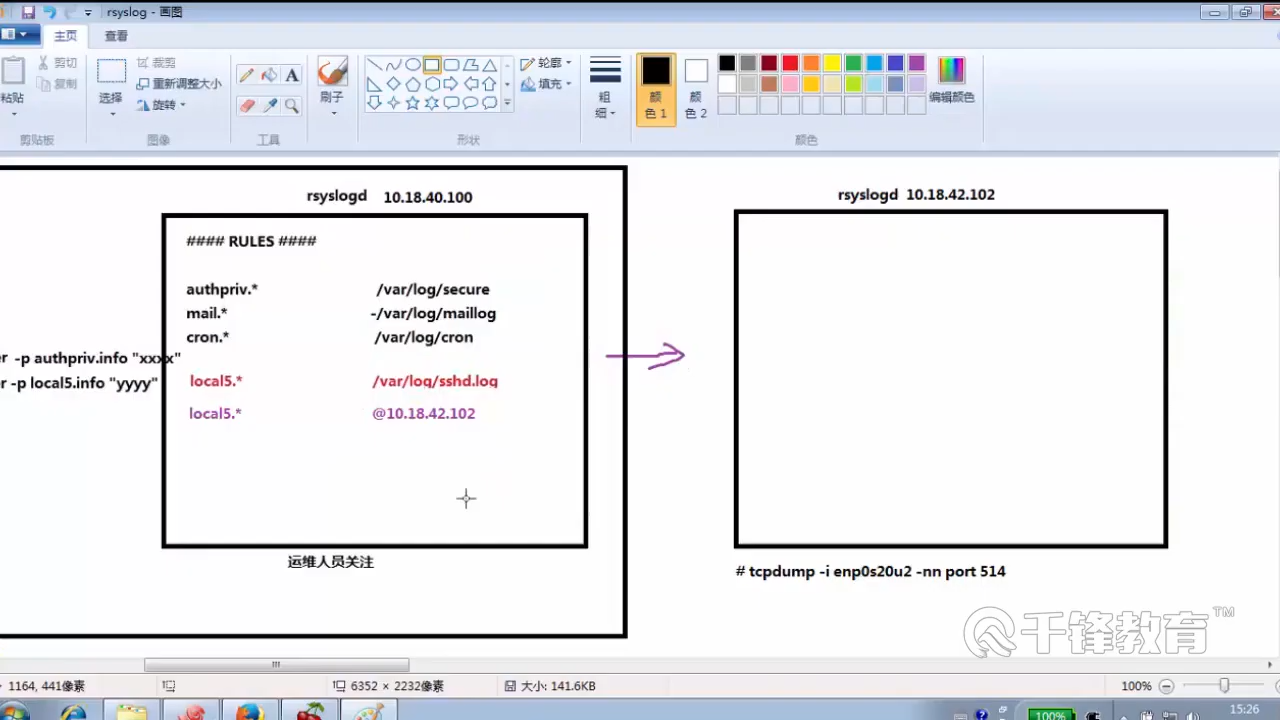 rsyslog - 画图
主页
查看
粘贴
剪切
复制
剪贴板
选择
裁剪
重新调整大小
旋转
图像
A
工具
刷子
形状
轮廓
填充
粗
细
颜
色 1
颜
色 2
编辑颜色
颜色
rsyslogd 10.18.40.100
#### RULES ####
authpriv.* /var/log/secure
mail.* -/var/log/maillog
cron.* /var/log/cron
er -p authpriv.info "xxxx"
er -p local5.info "yyyy"
local5.* /var/log/sshd.log
local5.* @10.18.42.102
运维人员关注
rsyslogd 10.18.42.102
# tcpdump -i enp0s20u2 -nn port 514
千锋教育™
1164, 441像素
6352 × 2232像素
大小: 141.6KB
100%
100%
15:26